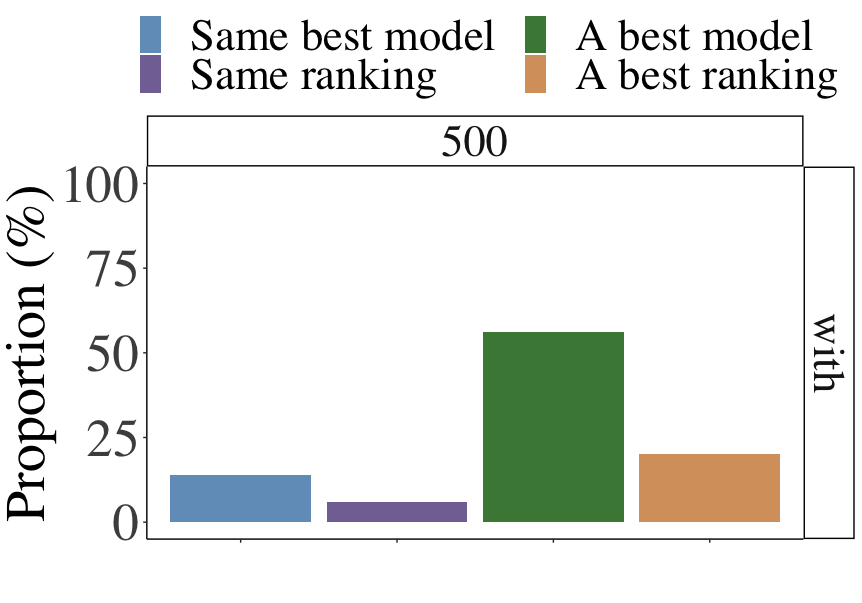 Same best model
A best model
Same ranking
A best ranking
500
Proportion (%)
100
75
50
25
0
with